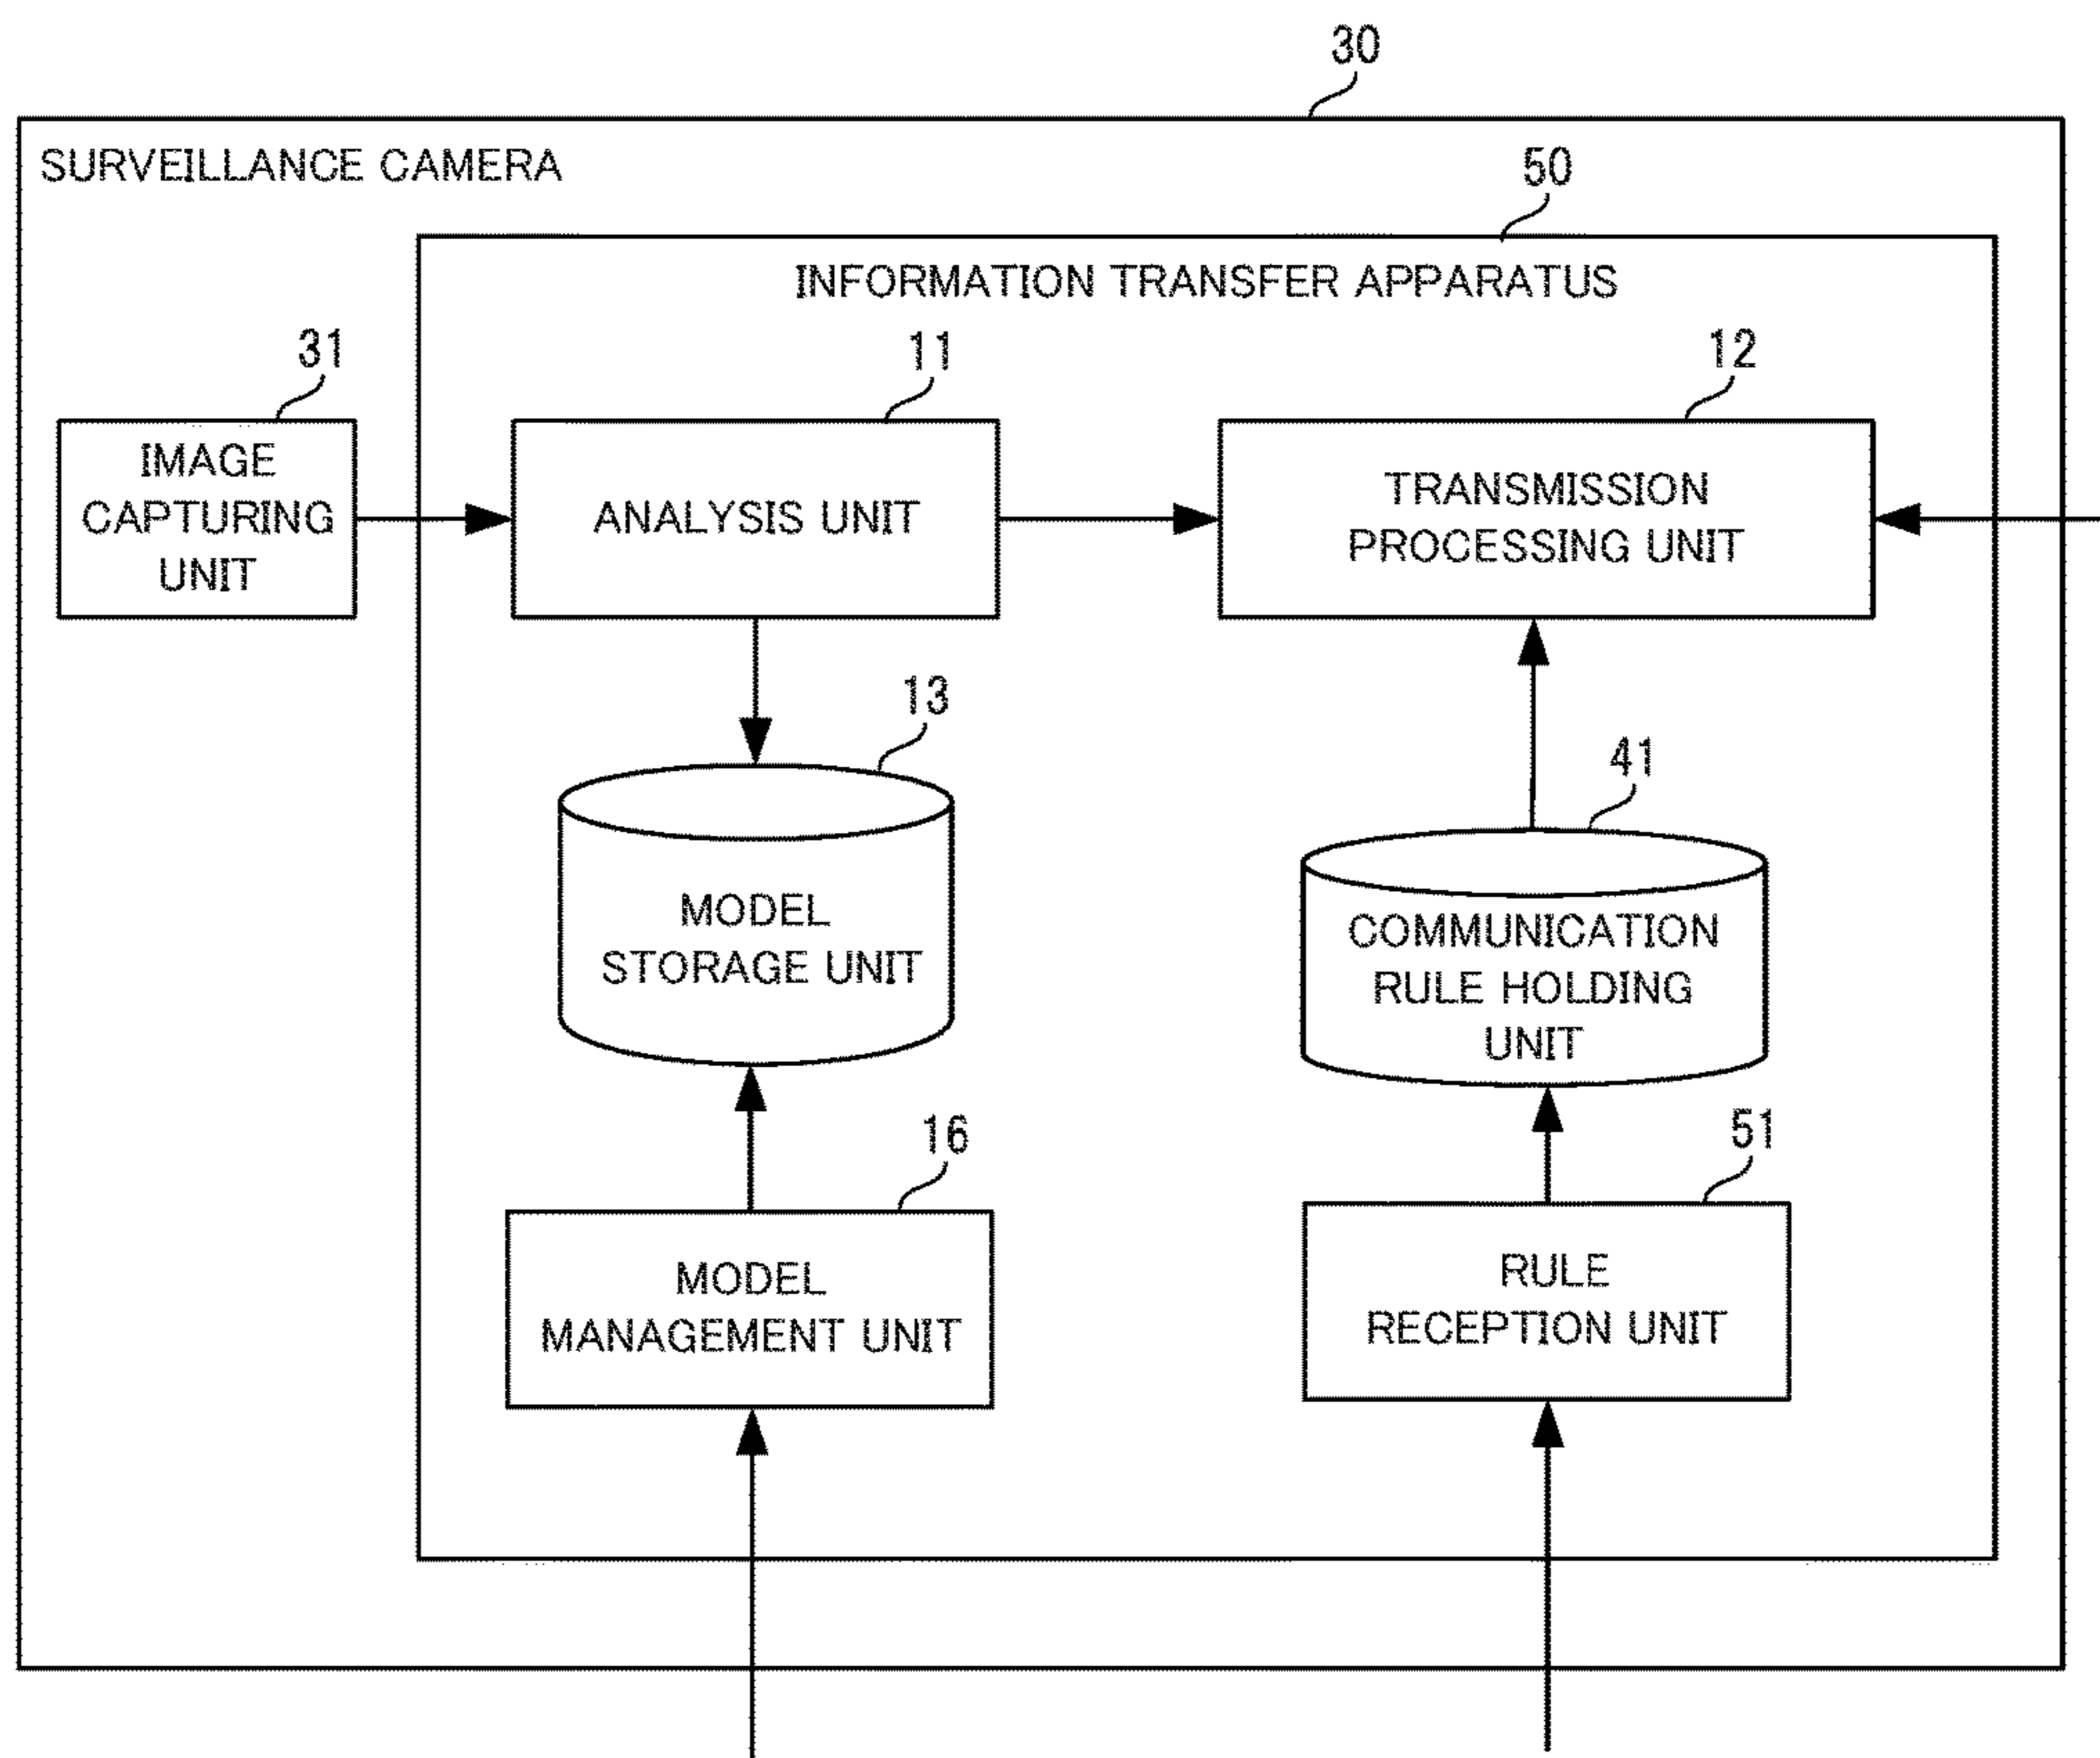 30
SURVEILLANCE CAMERA
50
INFORMATION TRANSFER APPARATUS
31
11
12
IMAGE
CAPTURING
UNIT
ANALYSIS UNIT
TRANSMISSION
PROCESSING UNIT
13
41
MODEL
STORAGE UNIT
COMMUNICATION
RULE HOLDING
UNIT
16
51
MODEL
MANAGEMENT UNIT
RULE
RECEPTION UNIT